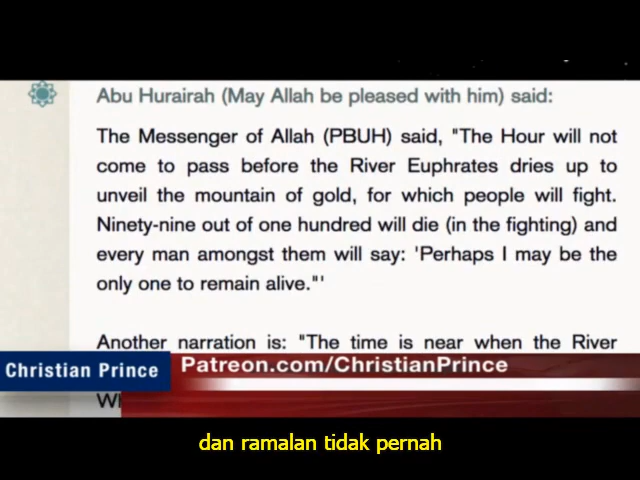 Abu Hurairah (May Allah be pleased with him) said:
The Messenger of Allah (PBUH) said, "The Hour will not
come to pass before the River Euphrates dries up to
unveil the mountain of gold, for which people will fight.
Ninety-nine out of one hundred will die (in the fighting) and
every man amongst them will say: 'Perhaps I may be the
only one to remain alive."'
Another narration is: "The time is near when the River
Christian Prince
Patreon.com/ChristianPrince
dan ramalan tidak pernah